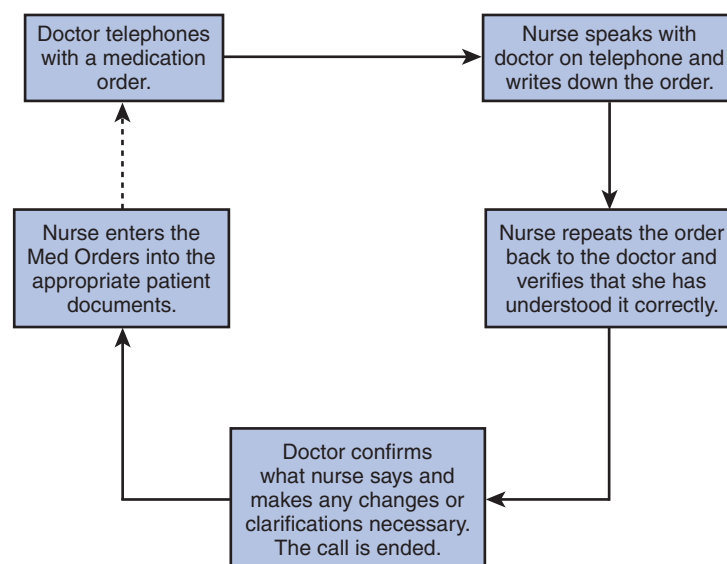 Doctor telephones
with a medication
order.
Nurse speaks with
doctor on telephone and
writes down the order.
Nurse repeats the order
back to the doctor and
verifies that she has
understood it correctly.
Doctor confirms
what nurse says and
makes any changes or
clarifications necessary.
The call is ended.
Nurse enters the
Med Orders into the
appropriate patient
documents.